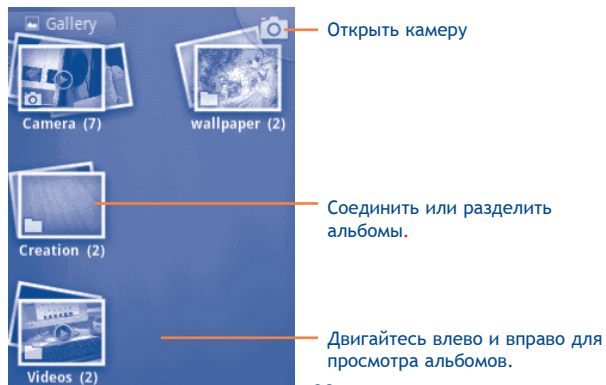 Gallery
Открыть камеру
Camera (7)
wallpaper (2)
Соединить или разделить
альбомы.
Creation (2)
Двигайтесь влево и вправо для
просмотра альбомов.
Videos (2)